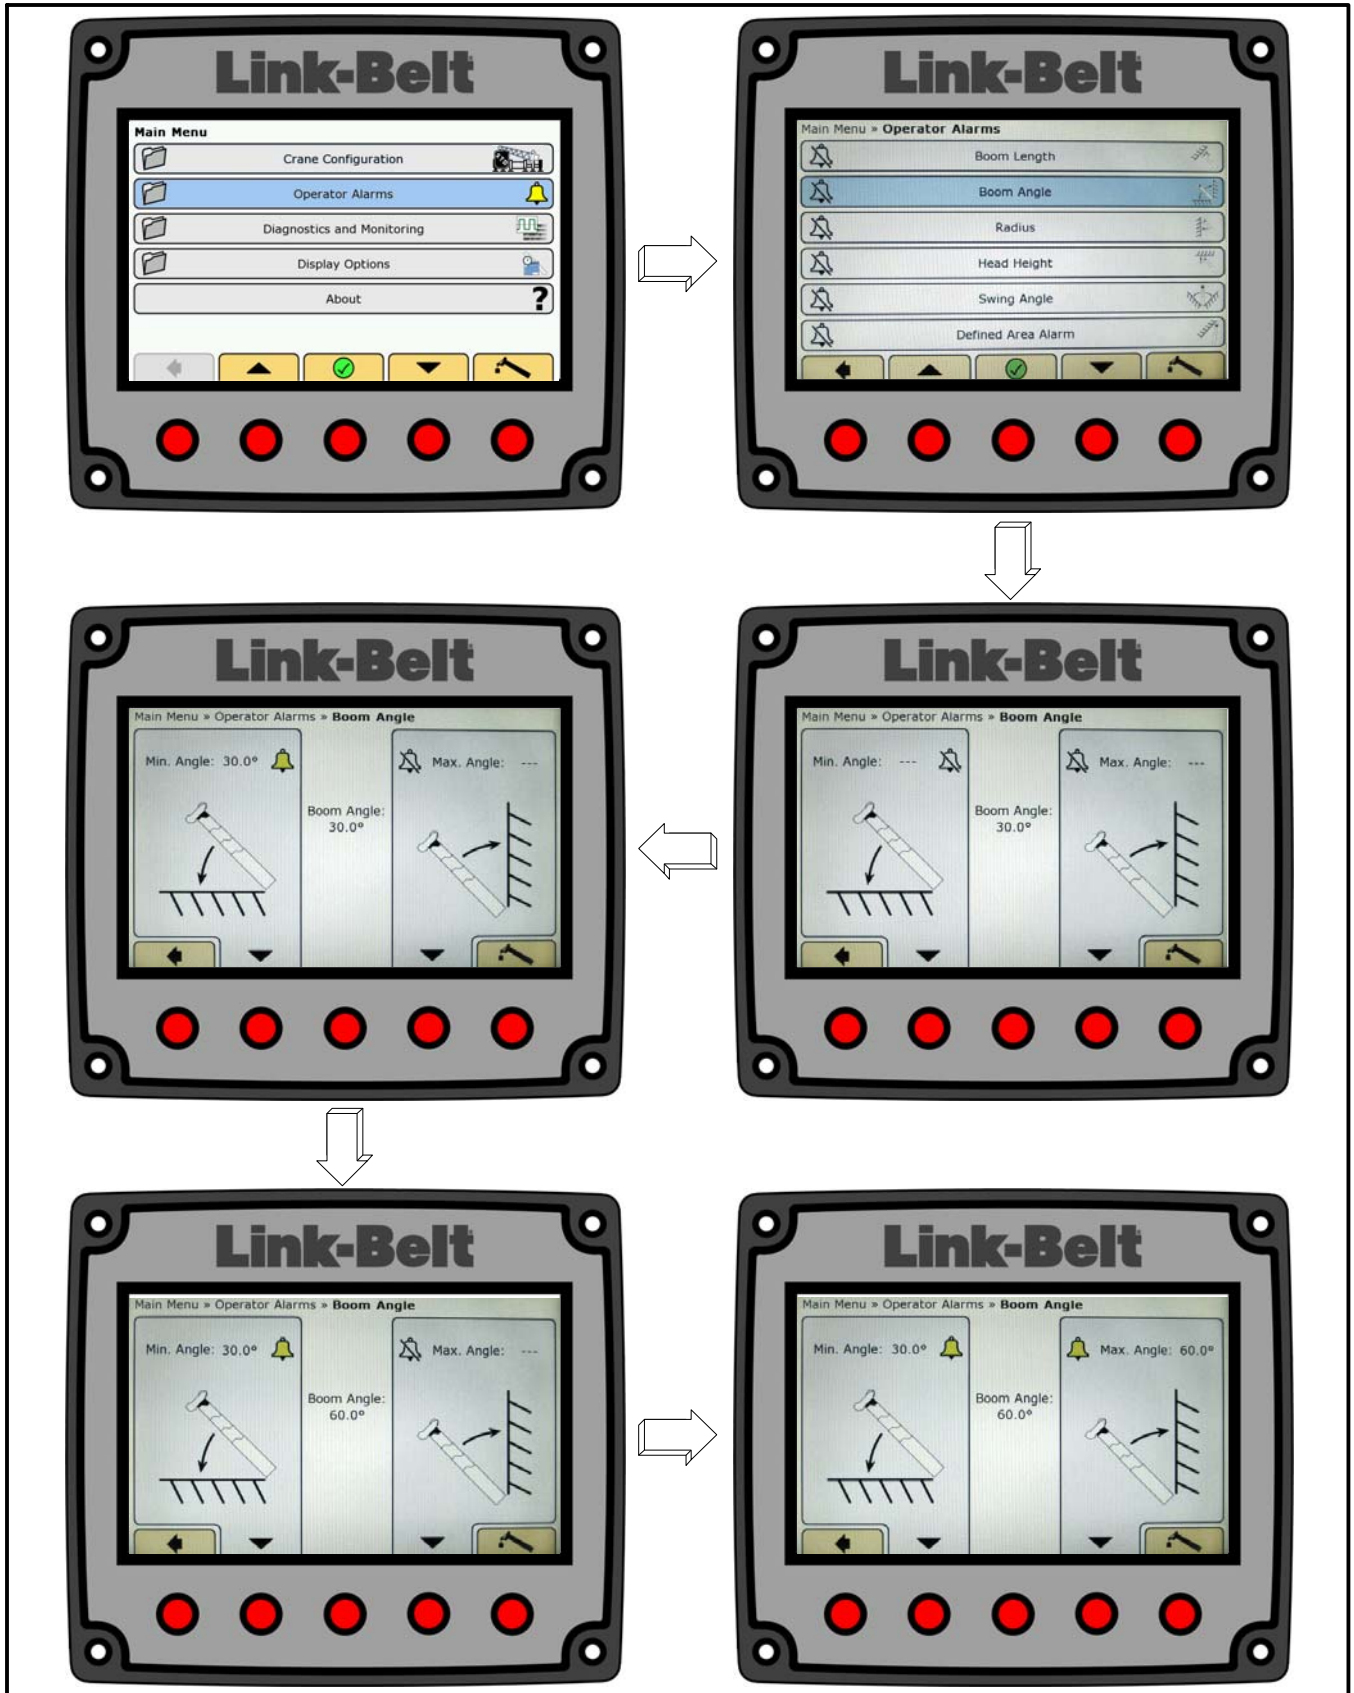 Link-Belt
Main Menu
Crane Configuration
Operator Alarms
Diagnostics and Monitoring
Display Options
About
?
Link-Belt
Main Menu » Operator Alarms
Boom Length
Boom Angle
Radius
Head Height
Swing Angle
Defined Area Alarm
Link-Belt
Main Menu » Operator Alarms » Boom Angle
Min. Angle: 30.0°
Max. Angle: ---
Boom Angle:
30.0°
Link-Belt
Main Menu » Operator Alarms » Boom Angle
Min. Angle: ---
Max. Angle: ---
Boom Angle:
30.0°
Link-Belt
Main Menu » Operator Alarms » Boom Angle
Min. Angle: 30.0°
Max. Angle: ---
Boom Angle:
60.0°
Link-Belt
Main Menu » Operator Alarms » Boom Angle
Min. Angle: 30.0°
Max. Angle: 60.0°
Boom Angle:
60.0°